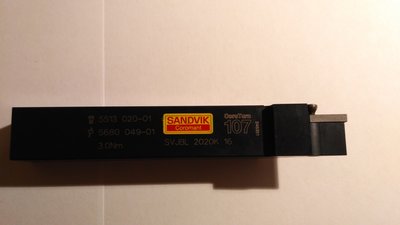 5513 020-01
5680 049-01
3.0Nm
SANDVIK
Coromant
SVJBL 2020K 16
CoroTurn
107